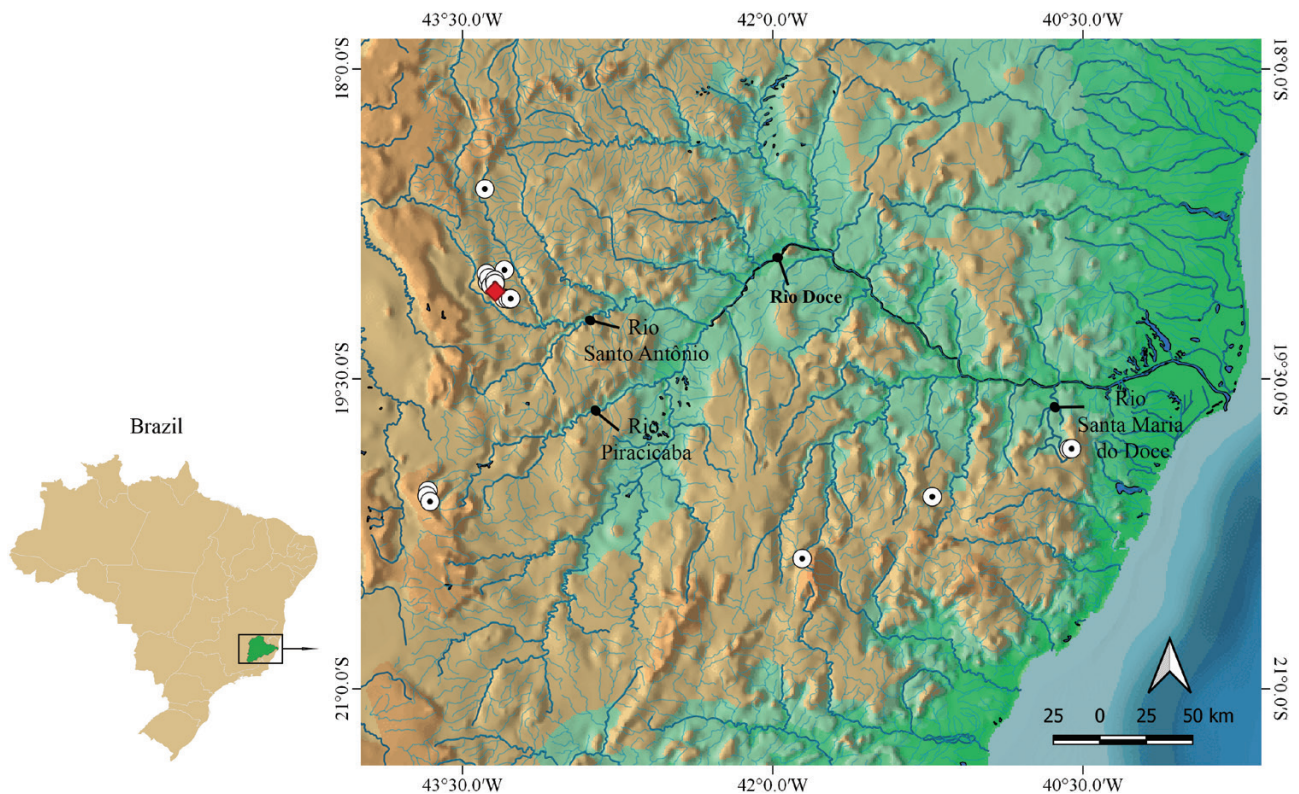 43°30.0'W 42°0.0'W 40°30.0'W
18°0.0'S
18°0.0'S
Rio Doce
Rio
Santo Antônio
19°30.0'S
19°30.0'S
Rio
Piracicaba
Rio
Santa Maria
do Doce
Brazil
21°0.0'S
21°0.0'S
25 0 25 50 km
43°30.0'W 42°0.0'W 40°30.0'W